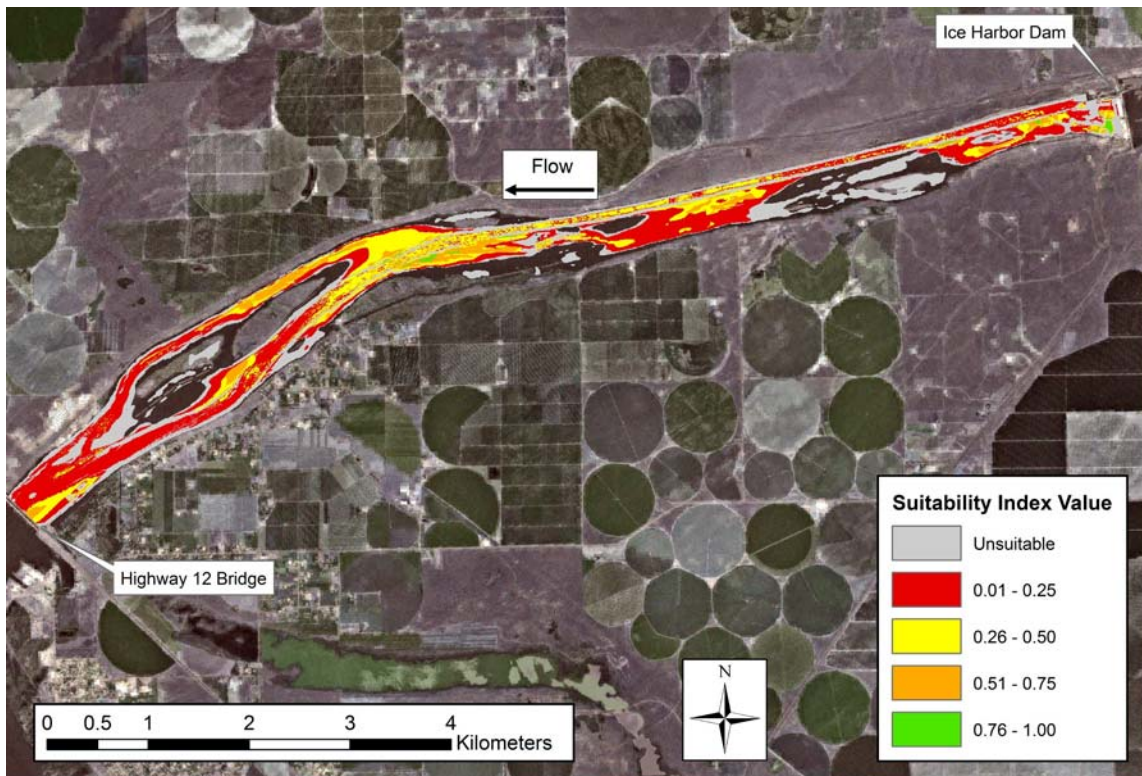 Ice Harbor Dam
Flow
Highway 12 Bridge
Suitability Index Value
Unsuitable
0.01 - 0.25
0.26 - 0.50
0.51 - 0.75
0.76 - 1.00
N
0 0.5 1 2 3 4
Kilometers